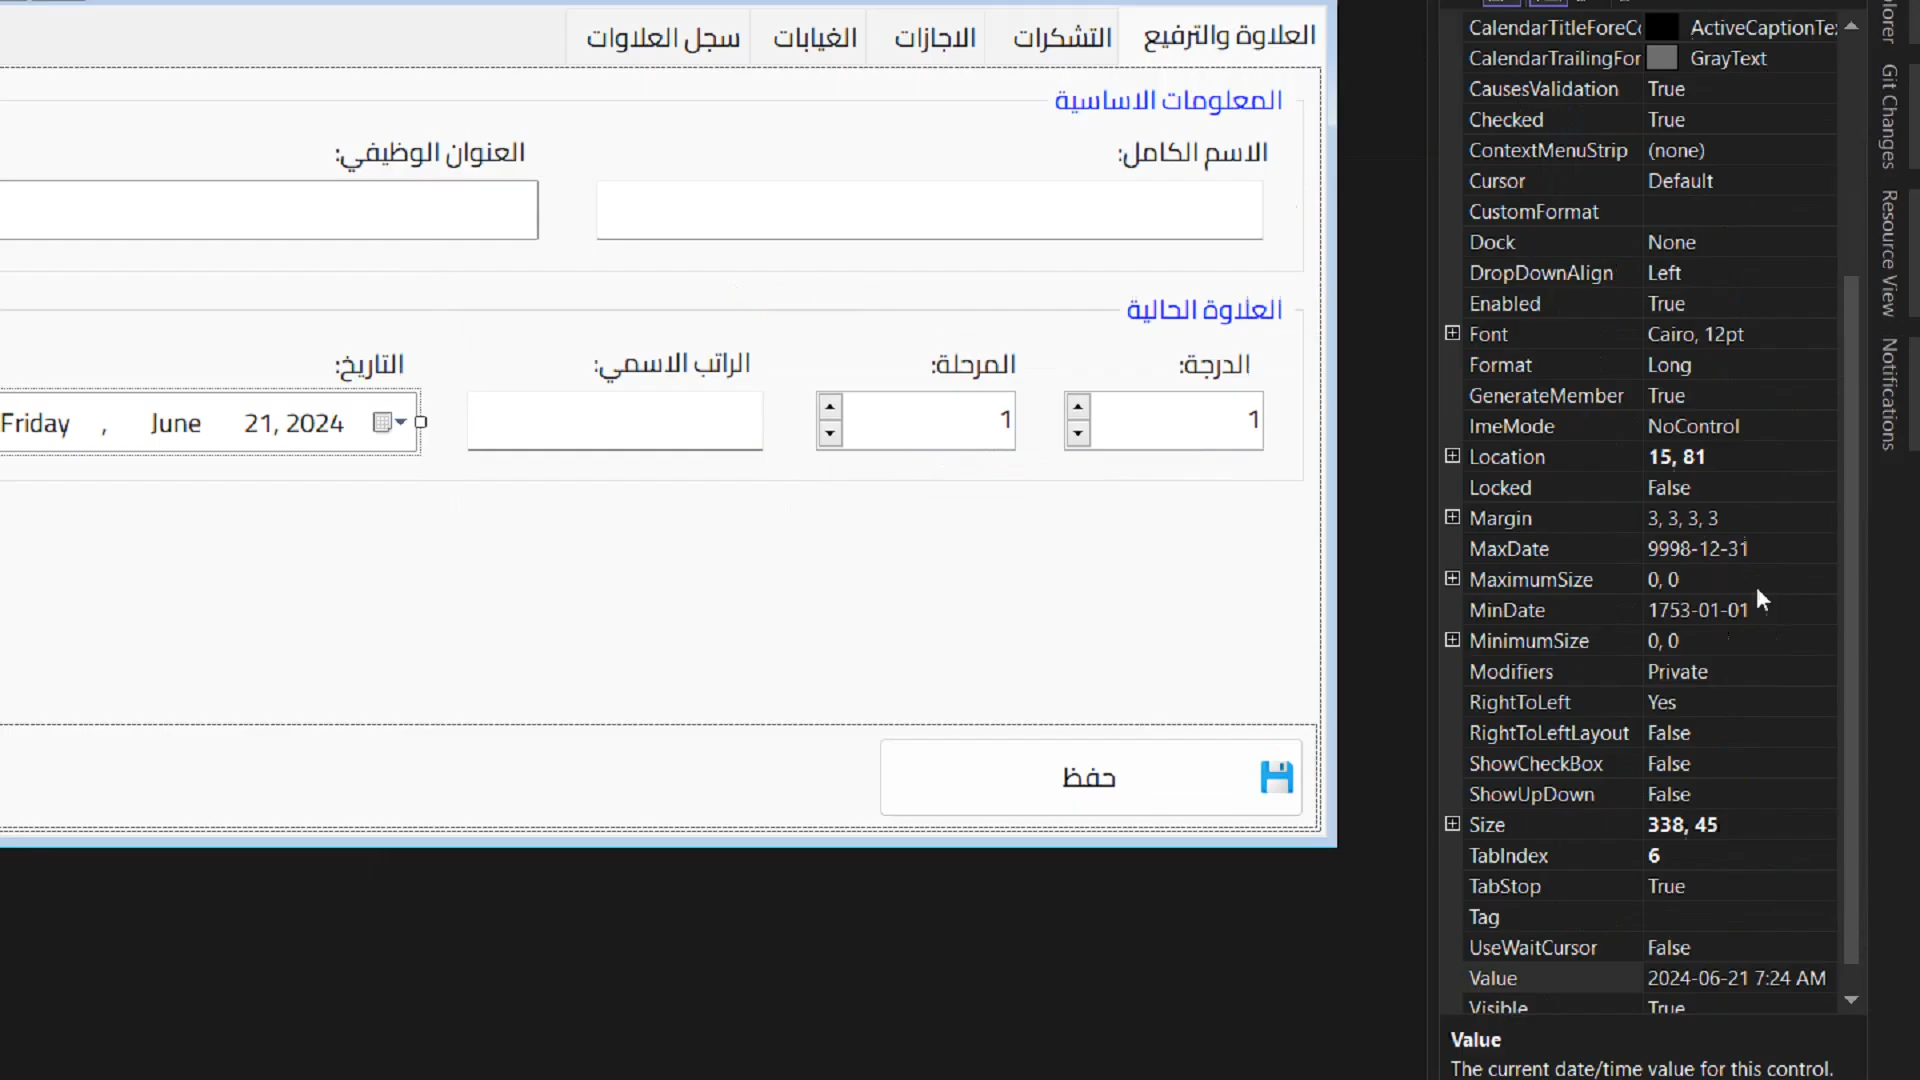 العلاوة والترفيع
التشكرات
الاجازات
الغيابات
سجل العلاوات
المعلومات الاساسية
الاسم الكامل:
العنوان الوظيفي:
العلاوة الحالية
الدرجة:
المرحلة:
الراتب الاسمي:
التاريخ:
1
1
Friday , June 21, 2024
حفظ
CalendarTitleForeCo ActiveCaptionTe
CalendarTrailingFor GrayText
CausesValidation True
Checked True
ContextMenuStrip (none)
Cursor Default
CustomFormat
Dock None
DropDownAlign Left
Enabled True
Font Cairo, 12pt
Format Long
GenerateMember True
ImeMode NoControl
Location 15, 81
Locked False
Margin 3, 3, 3, 3
MaxDate 9998-12-31
MaximumSize 0, 0
MinDate 1753-01-01
MinimumSize 0, 0
Modifiers Private
RightToLeft Yes
RightToLeftLayout False
ShowCheckBox False
ShowUpDown False
Size 338, 45
TabIndex 6
TabStop True
Tag
UseWaitCursor False
Value 2024-06-21 7:24 AM
Visible True
Value
The current date/time value for this control.
Git Changes
Resource View
Notifications